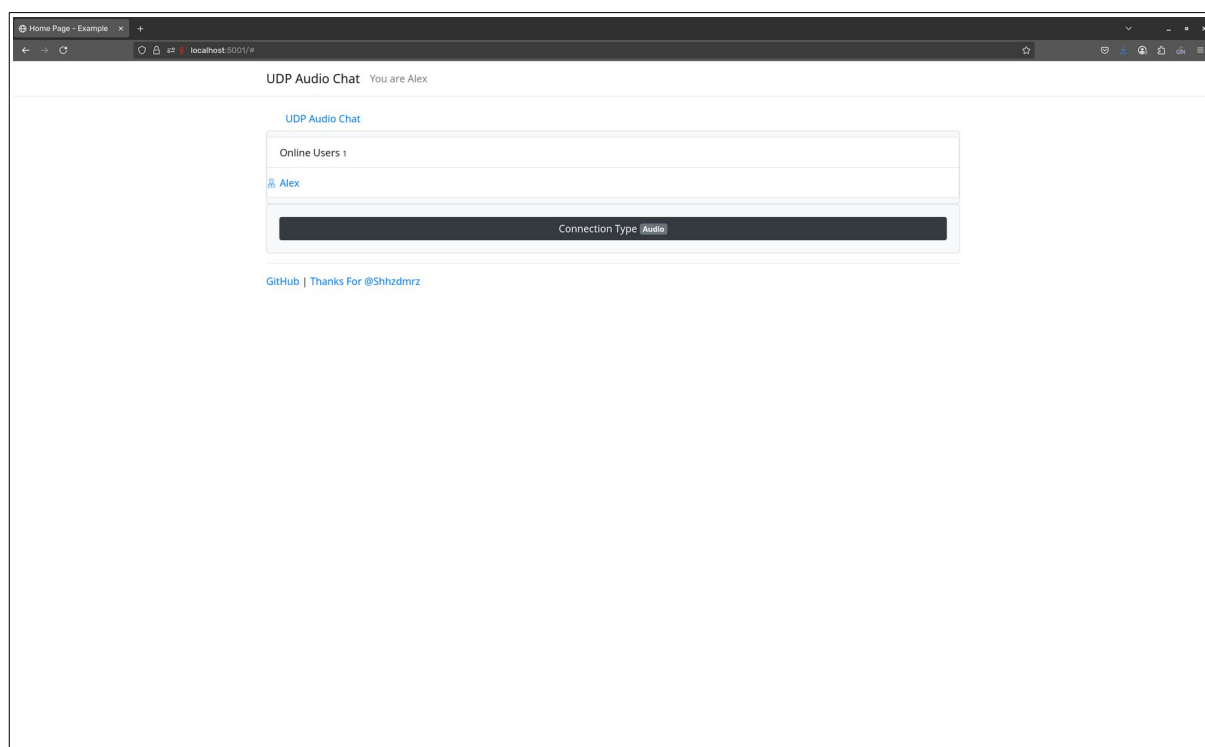 Home Page - Example
localhost:5001/#
UDP Audio Chat You are Alex
UDP Audio Chat
Online Users 1
Alex
Connection Type Audio
GitHub | Thanks For @Shhzdmrz